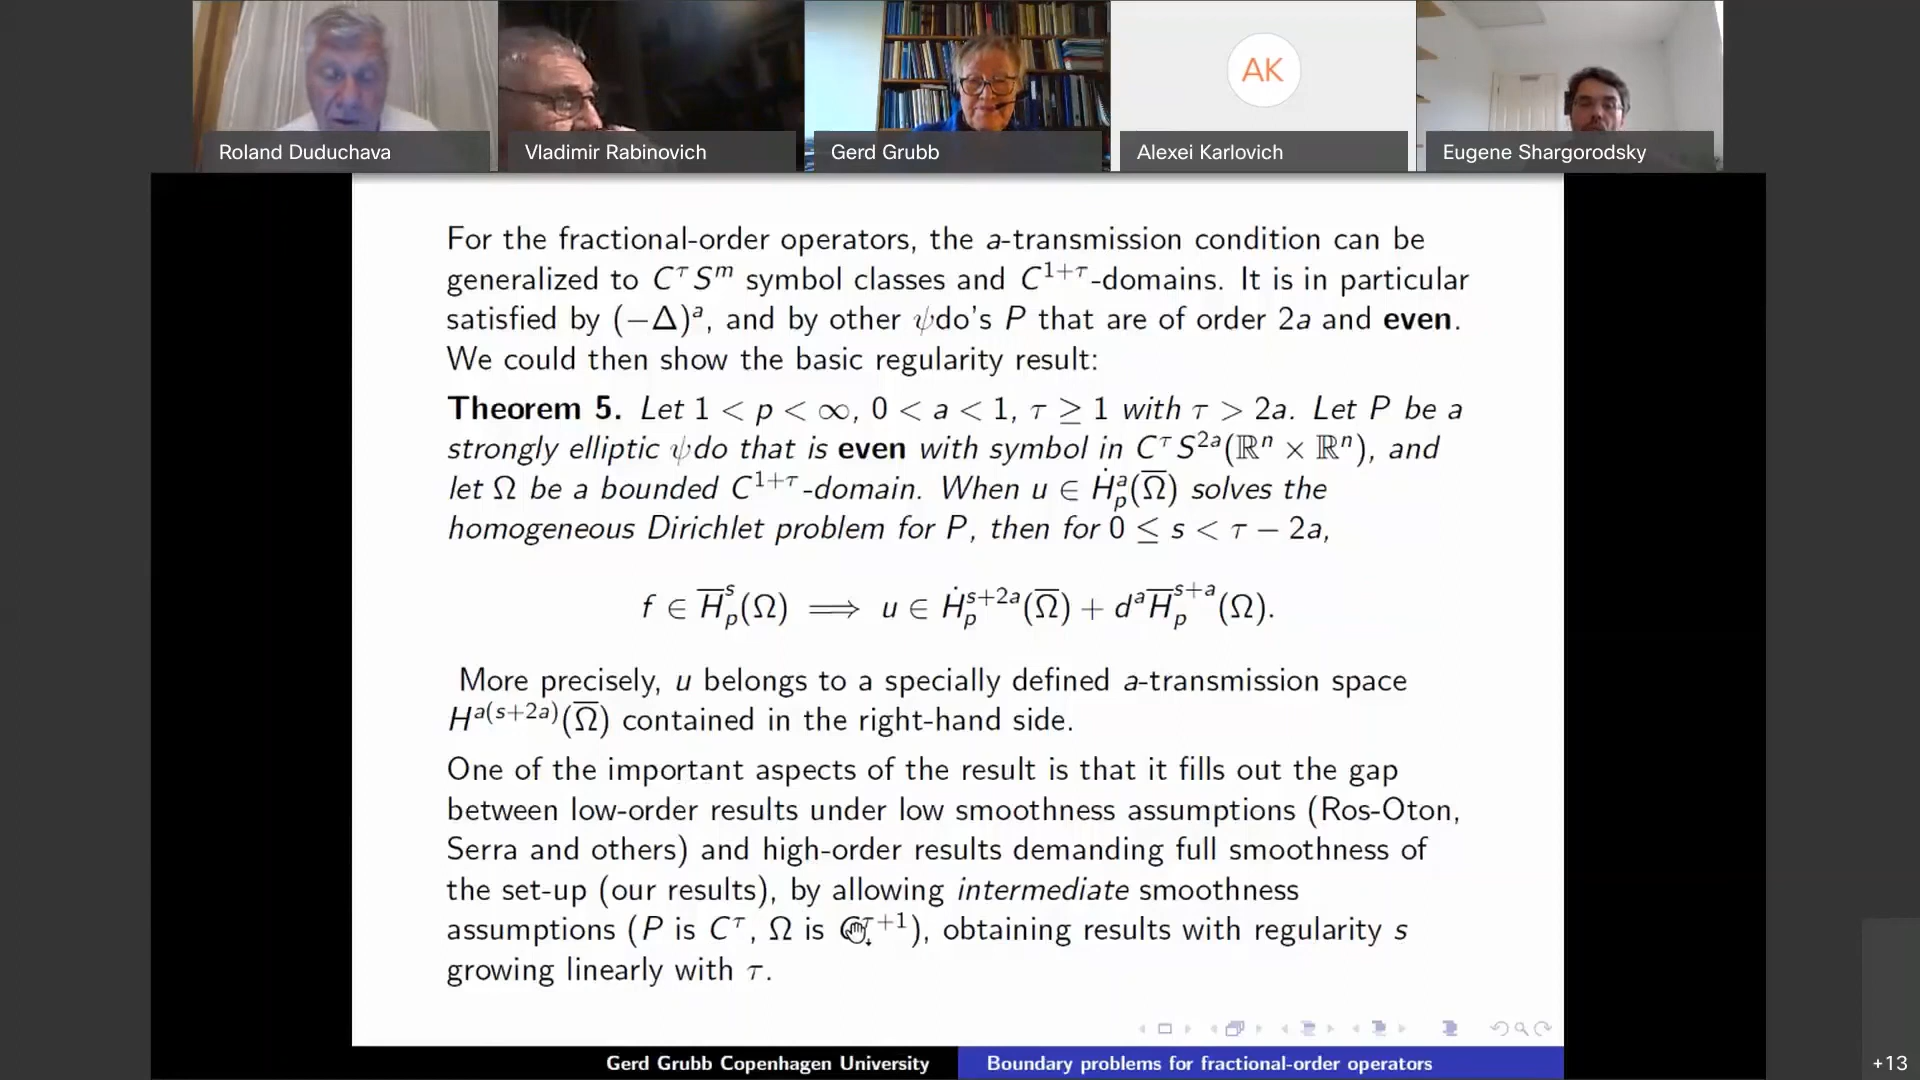 AK
Roland Duduchava
Vladimir Rabinovich
Gerd Grubb
Alexei Karlovich
Eugene Shargorodsky
For the fractional-order operators, the a-transmission condition can be
generalized to C^τ S^m symbol classes and C^{1+τ}-domains. It is in particular
satisfied by (−Δ)^a, and by other ψdo's P that are of order 2a and even.
We could then show the basic regularity result:
Theorem 5. Let 1 < p < ∞, 0 < a < 1, τ ≥ 1 with τ > 2a. Let P be a
strongly elliptic ψdo that is even with symbol in C^τ S^{2a}(ℝ^n × ℝ^n), and
let Ω be a bounded C^{1+τ}-domain. When u ∈ Ḣ_p^a(Ω̅) solves the
homogeneous Dirichlet problem for P, then for 0 ≤ s < τ − 2a,
f ∈ H̅_p^s(Ω) ⟹ u ∈ Ḣ_p^{s+2a}(Ω̅) + d^a H̅_p^{s+a}(Ω).
More precisely, u belongs to a specially defined a-transmission space
H^{a(s+2a)}(Ω̅) contained in the right-hand side.
One of the important aspects of the result is that it fills out the gap
between low-order results under low smoothness assumptions (Ros-Oton,
Serra and others) and high-order results demanding full smoothness of
the set-up (our results), by allowing intermediate smoothness
assumptions (P is C^τ, Ω is C^{τ+1}), obtaining results with regularity s
growing linearly with τ.
Gerd Grubb Copenhagen University
Boundary problems for fractional-order operators
+13